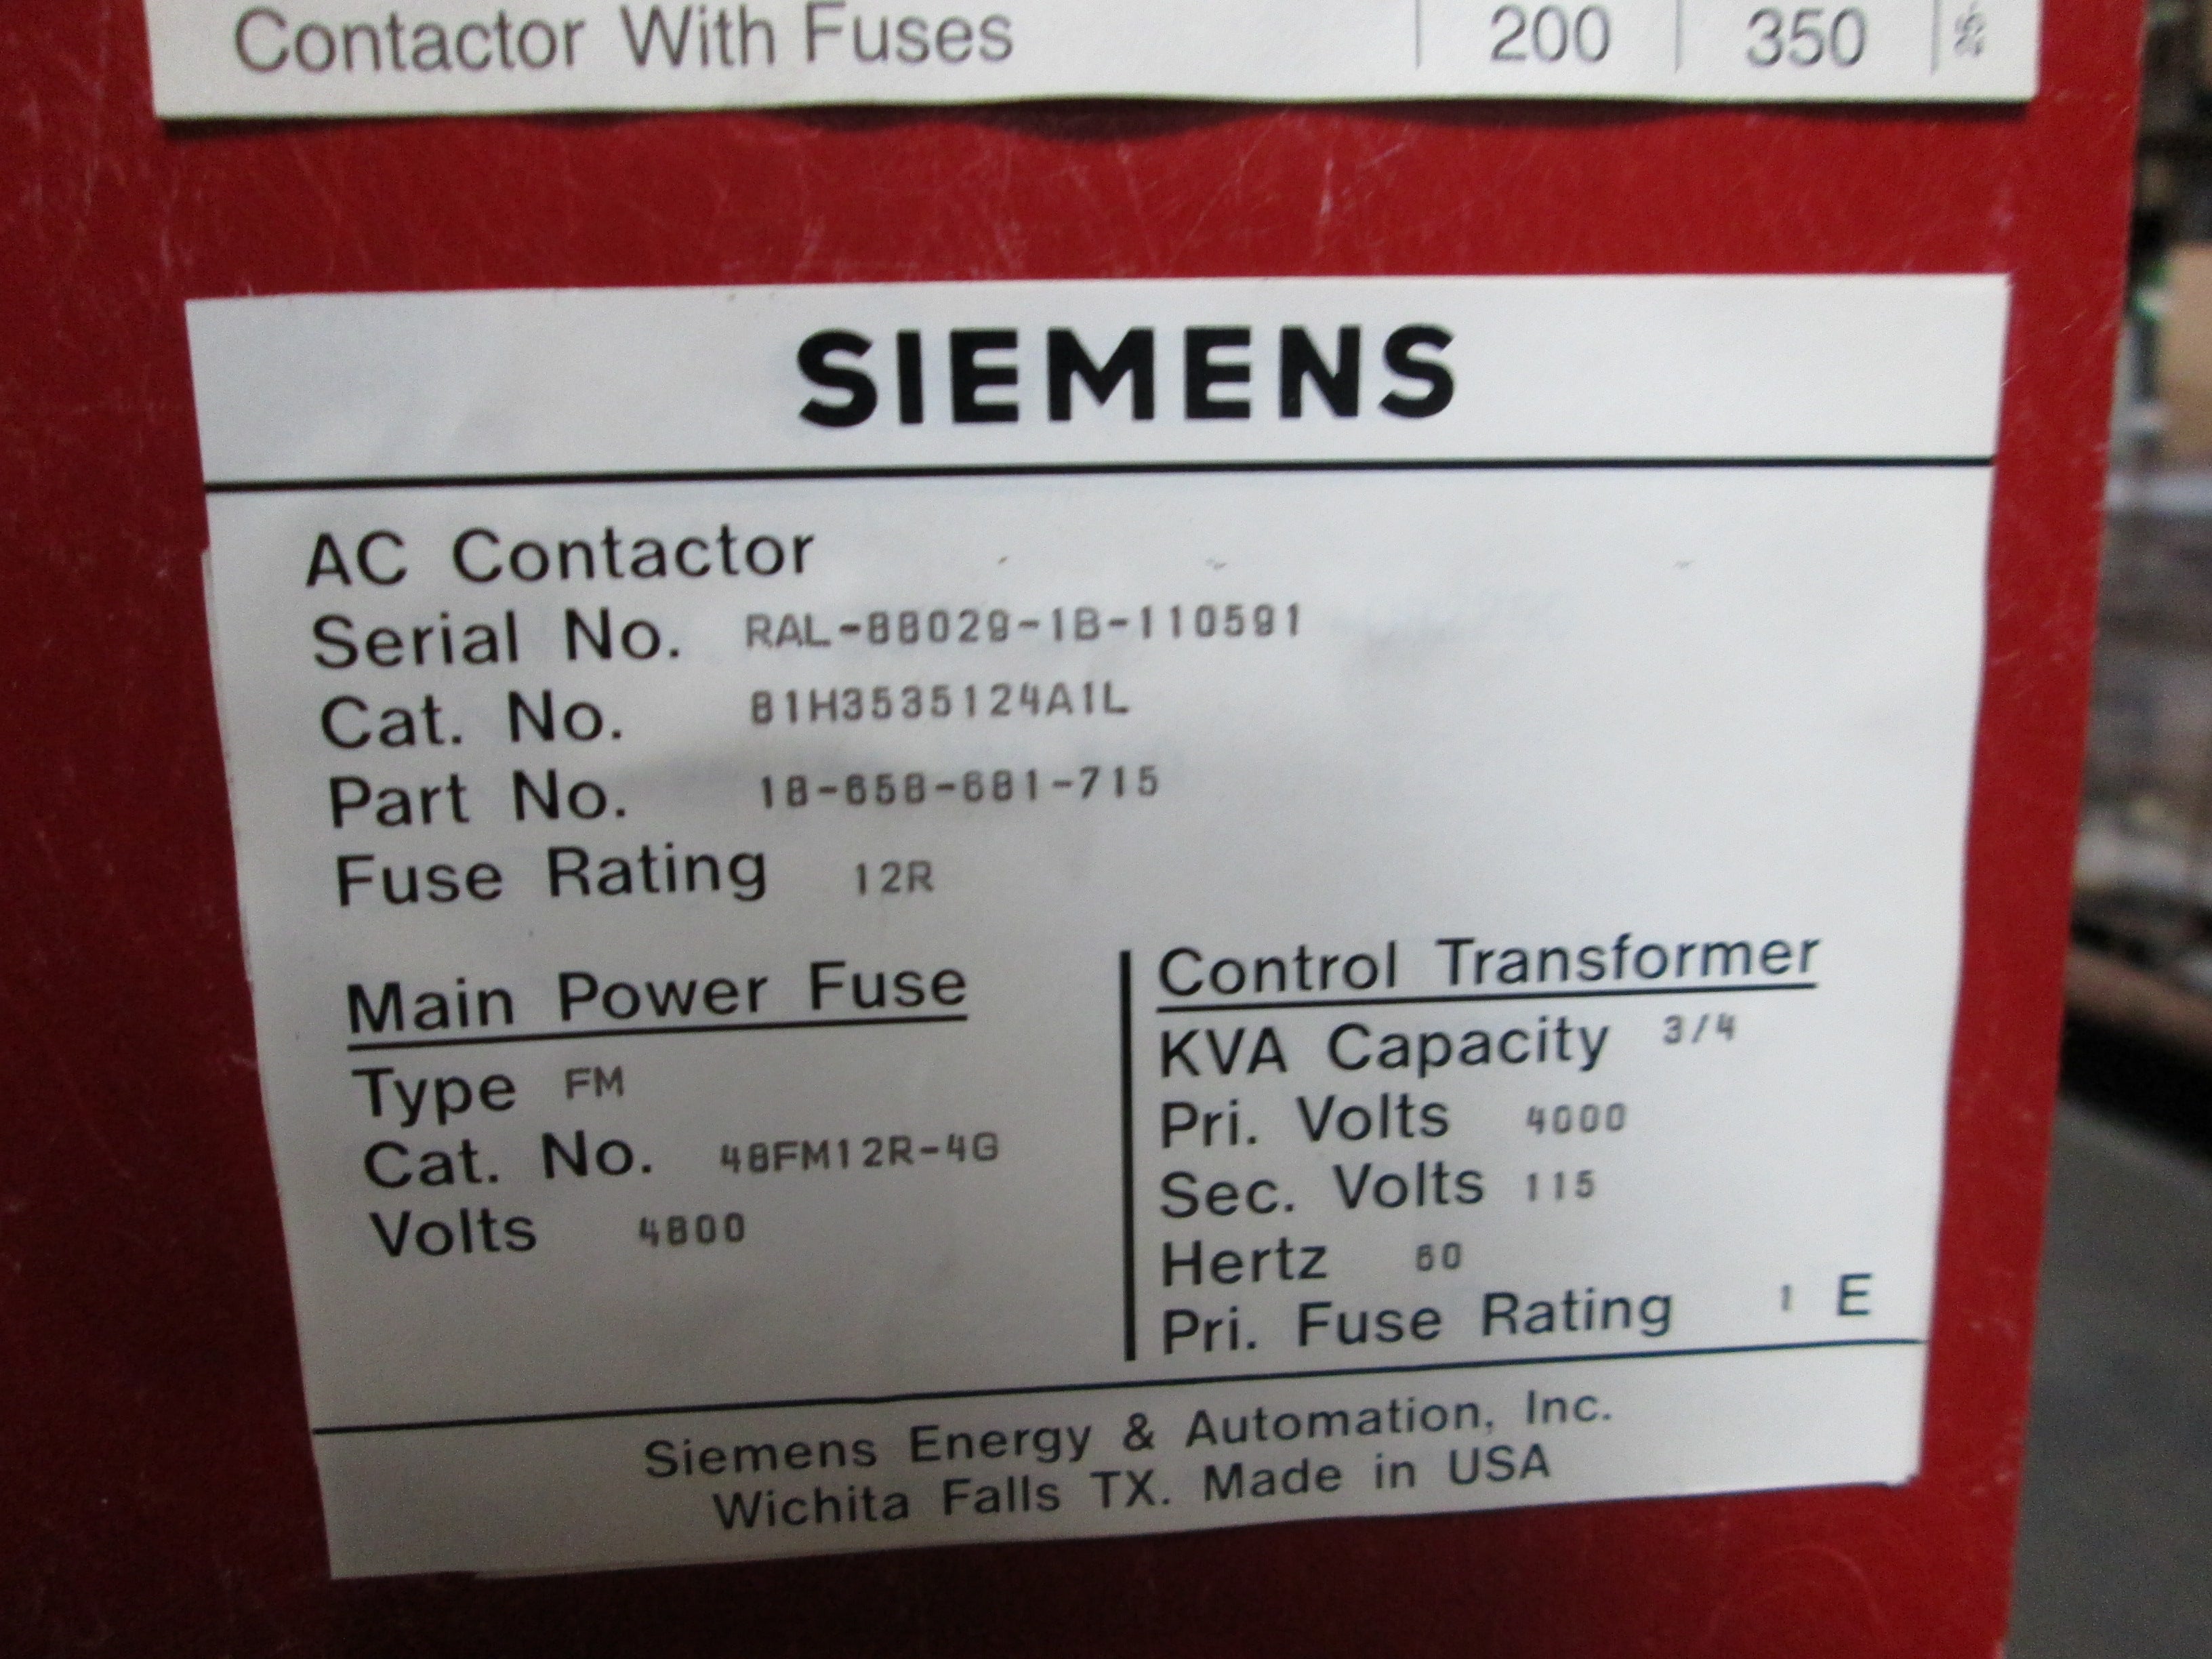 Contactor With Fuses 200 350
SIEMENS
AC Contactor
Serial No. RAL-88029-1B-110591
Cat. No. 81H3535124A1L
Part No. 18-658-681-715
Fuse Rating 12R
Main Power Fuse
Type FM
Cat. No. 48FM12R-4G
Volts 4800
Control Transformer
KVA Capacity 3/4
Pri. Volts 4000
Sec. Volts 115
Hertz 60
Pri. Fuse Rating 1 E
Siemens Energy & Automation, Inc.
Wichita Falls TX. Made in USA